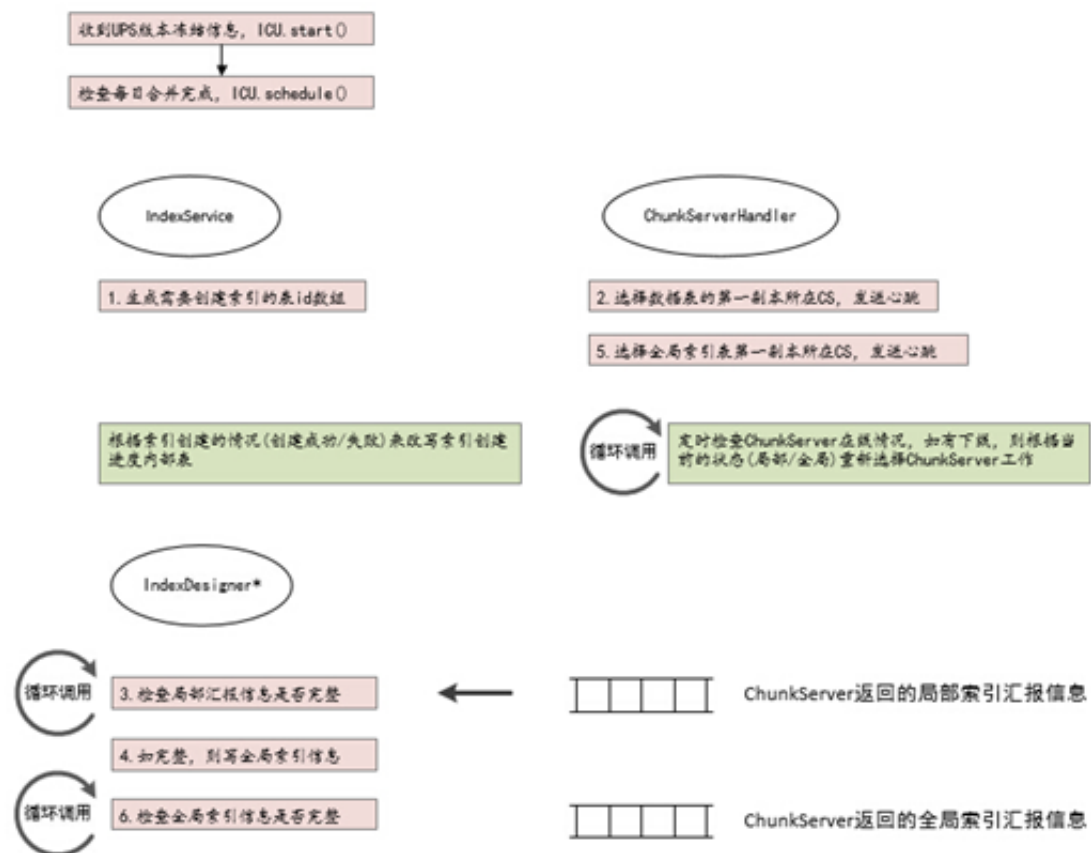 收到UPS版本冻结信息, ICU.start()
检查每日合并完成, ICU.schedule()
IndexService
ChunkServerHandler
1.生成需要创建索引的表id数组
2.选择数据表的第一副本所在CS, 发送心跳
5.选择全局索引表第一副本所在CS, 发送心跳
根据索引创建的情况(创建成功/失败)来改写索引创建
进度内部表
循环调用
定时检查ChunkServer在线情况, 如有下线, 则根据当
前的状态(局部/全局)重新选择ChunkServer工作
IndexDesigner*
循环调用
3.检查局部汇报信息是否完整
ChunkServer返回的局部索引汇报信息
4.如完整, 则写全局索引信息
循环调用
6.检查全局索引信息是否完整
ChunkServer返回的全局索引汇报信息